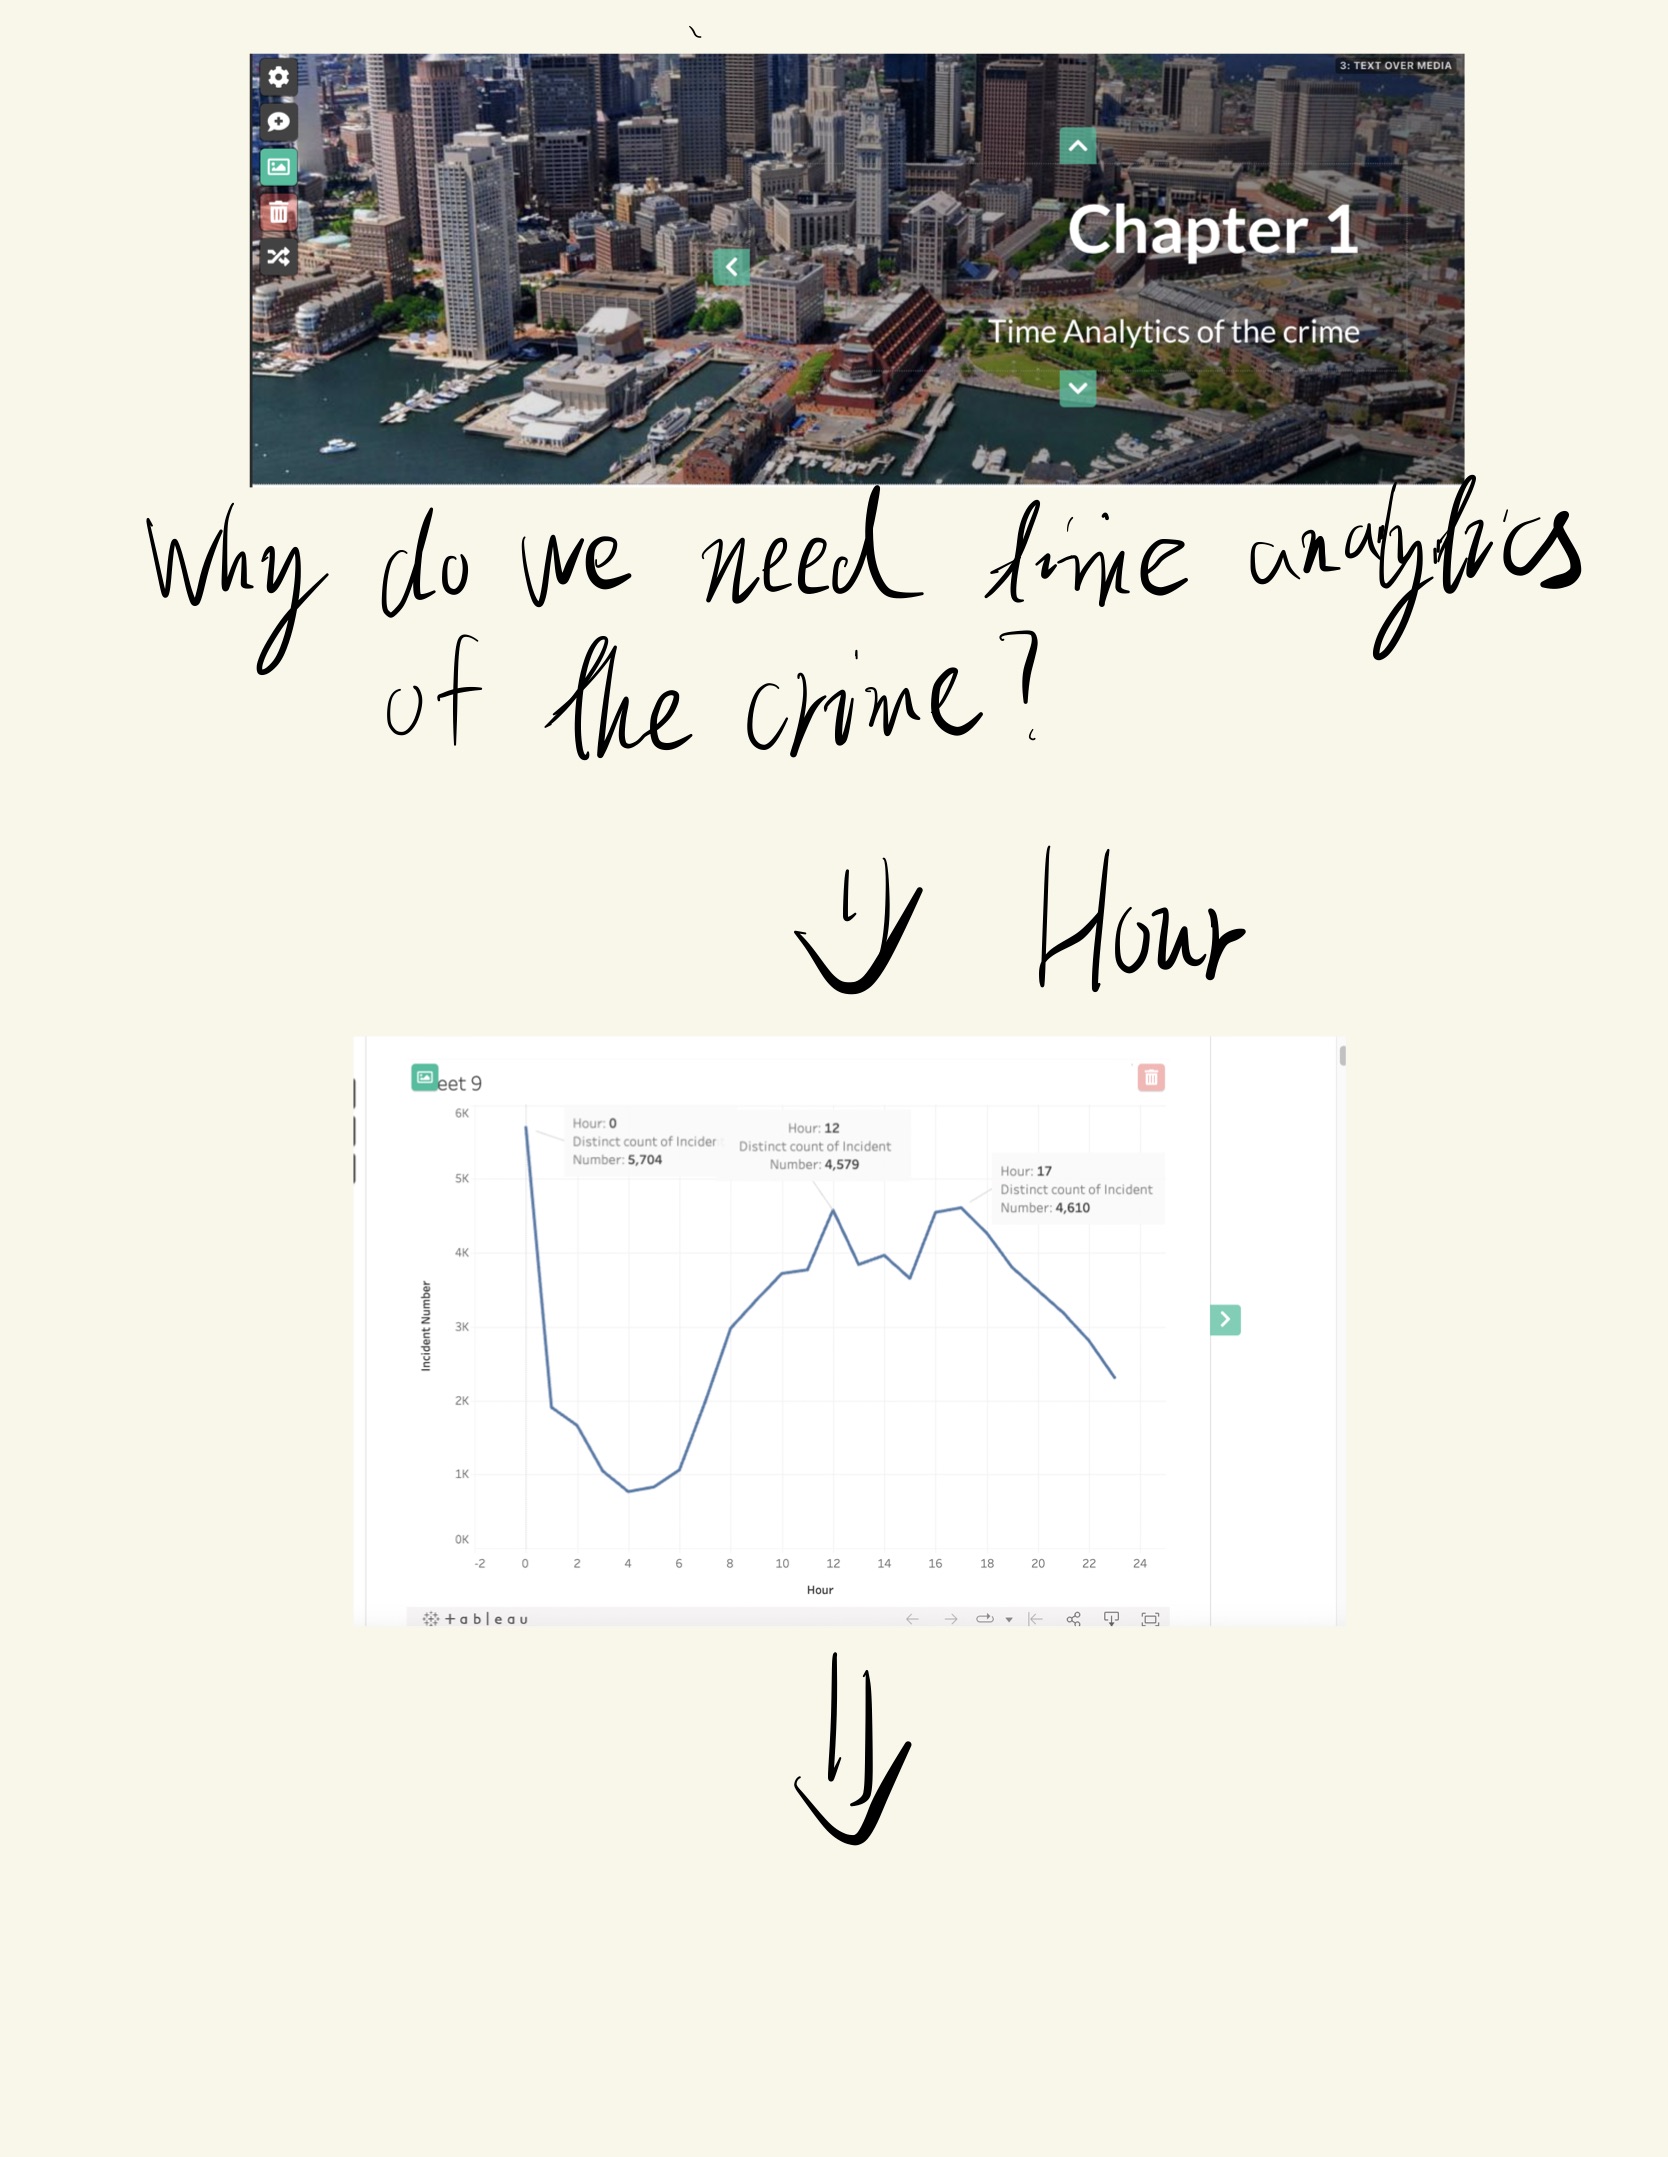 3: TEXT OVER MEDIA
Chapter 1
Time Analytics of the crime
Why do we need time analytics
of the crime?
Hour
eet 9
Hour: 0
Distinct count of Inciden
Number: 5,704
Hour: 12
Distinct count of Incident
Number: 4,579
Hour: 17
Distinct count of Incident
Number: 4,610
6K
5K
4K
3K
2K
1K
0K
Incident Number
-2 0 2 4 6 8 10 12 14 16 18 20 22 24
Hour
+ableau